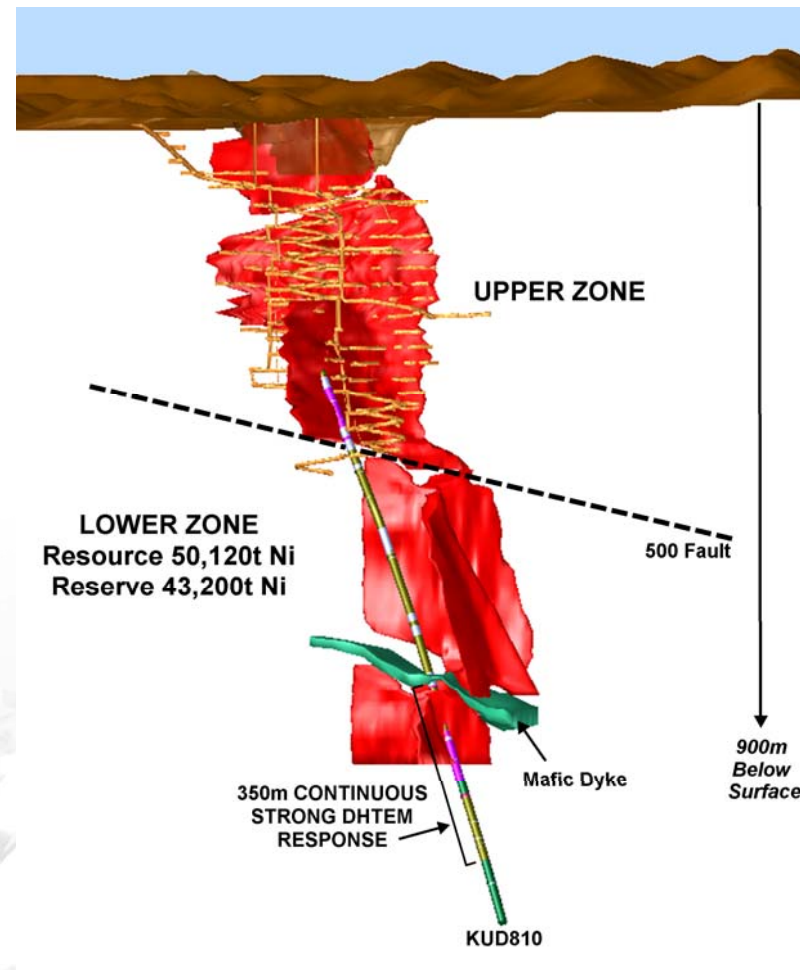 UPPER ZONE
LOWER ZONE
Resource 50,120t Ni
Reserve 43,200t Ni
500 Fault
900m
Below
Surface
Mafic Dyke
350m CONTINUOUS
STRONG DHTEM
RESPONSE
KUD810